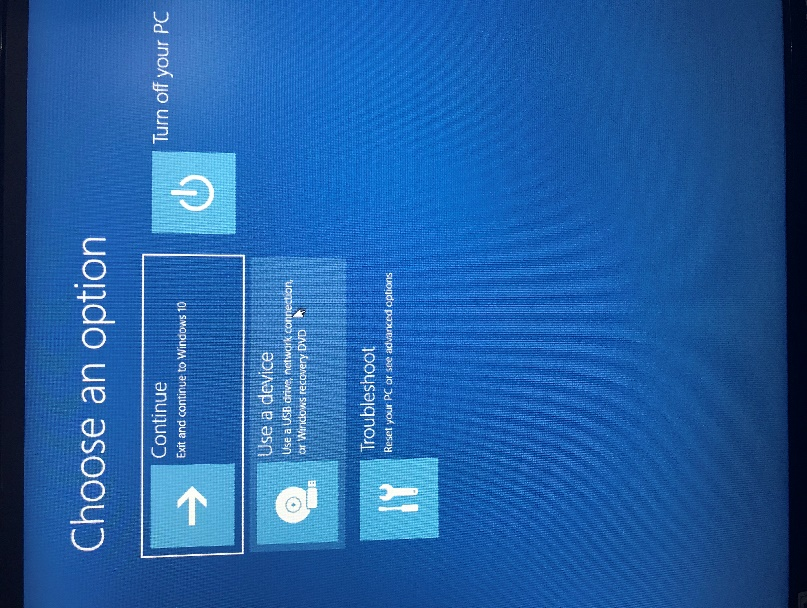 Choose an option
Continue
Exit and continue to Windows 10
Turn off your PC
Use a device
Use a USB drive, network connection,
or Windows recovery DVD
Troubleshoot
Reset your PC or see advanced options